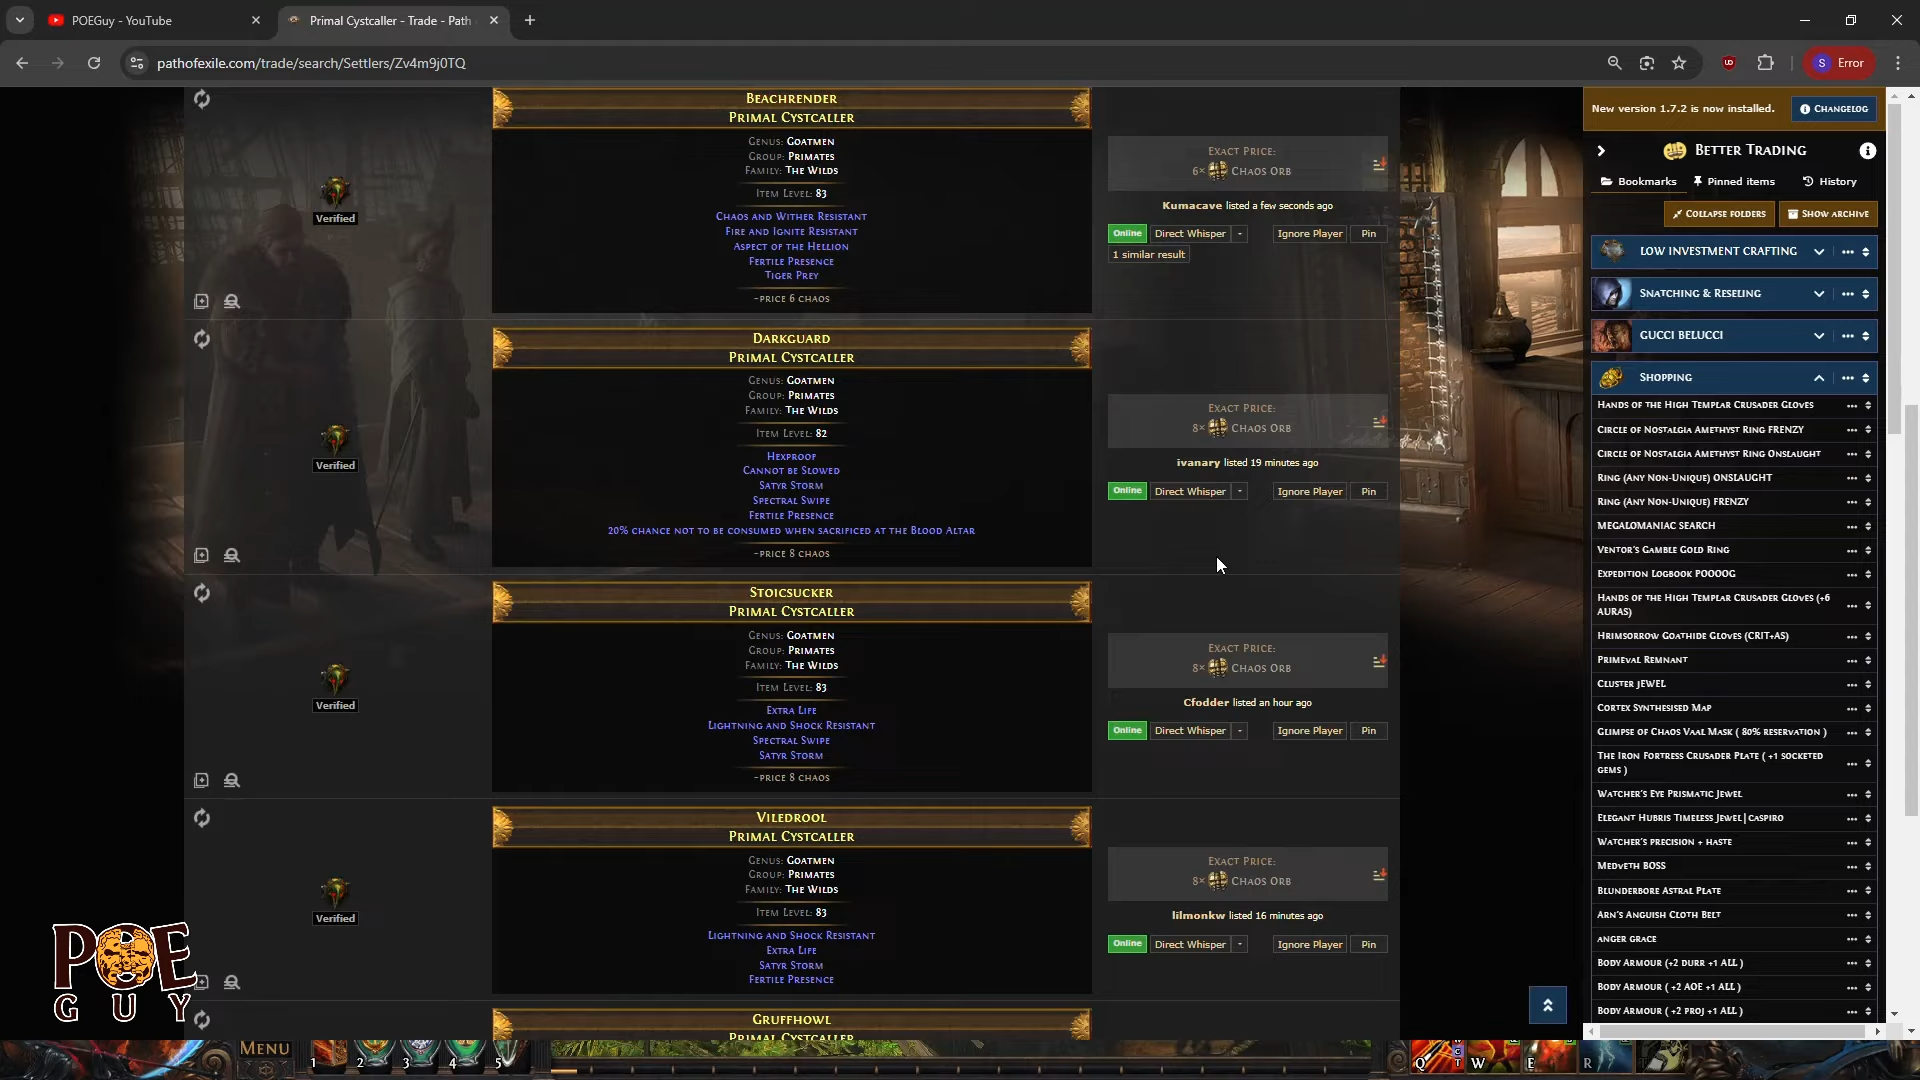 POEGuy - YouTube
Primal Cystcaller - Trade - Path
pathofexile.com/trade/search/Settlers/Zv4m9j0TQ
S Error
Beachrender
Primal Cystcaller
Genus: Goatmen
Group: Primates
Family: The Wilds
Item Level: 83
Chaos and Wither Resistant
Fire and Ignite Resistant
Aspect of the Hellion
Fertile Presence
Tiger Prey
~price 6 chaos
Verified
Exact Price:
6× Chaos Orb
Kumacave listed a few seconds ago
Online Direct Whisper - Ignore Player Pin
1 similar result
Darkguard
Primal Cystcaller
Genus: Goatmen
Group: Primates
Family: The Wilds
Item Level: 82
Hexproof
Cannot be Slowed
Satyr Storm
Spectral Swipe
Fertile Presence
20% chance not to be consumed when sacrificed at the Blood Altar
~price 8 chaos
Verified
Exact Price:
8× Chaos Orb
ivanary listed 19 minutes ago
Online Direct Whisper - Ignore Player Pin
Stoicsucker
Primal Cystcaller
Genus: Goatmen
Group: Primates
Family: The Wilds
Item Level: 83
Extra Life
Lightning and Shock Resistant
Spectral Swipe
Satyr Storm
~price 8 chaos
Verified
Exact Price:
8× Chaos Orb
Cfodder listed an hour ago
Online Direct Whisper - Ignore Player Pin
Viledrool
Primal Cystcaller
Genus: Goatmen
Group: Primates
Family: The Wilds
Item Level: 83
Lightning and Shock Resistant
Extra Life
Satyr Storm
Fertile Presence
Verified
Exact Price:
8× Chaos Orb
lilmonkw listed 16 minutes ago
Online Direct Whisper - Ignore Player Pin
Gruffhowl
Primal Cystcaller
New version 1.7.2 is now installed. Changelog
Better Trading
Bookmarks Pinned items History
Collapse folders Show archive
LOW INVESTMENT CRAFTING
Snatching & Reseling
GUCCI BELUCCI
Shopping
Hands of the High Templar Crusader Gloves
Circle of Nostalgia Amethyst Ring FRENZY
Circle of Nostalgia Amethyst Ring Onslaught
Ring (Any Non-Unique) ONSLAUGHT
Ring (Any Non-Unique) FRENZY
MEGALOMANIAC SEARCH
Ventor's Gamble Gold Ring
Expedition Logbook POOOOG
Hands of the High Templar Crusader Gloves (+6
AURAS)
Hrimsorrow Goathide Gloves (CRIT+AS)
Primeval Remnant
Cluster jEWEL
Cortex Synthesised Map
Glimpse of Chaos Vaal Mask ( 80% reservation )
The Iron Fortress Crusader Plate ( +1 socketed
gems )
Watcher's Eye Prismatic Jewel
Elegant Hubris Timeless Jewel|caspiro
Watcher's precision + haste
Medveth BOSS
Blunderbore Astral Plate
Arn's Anguish Cloth Belt
anger grace
Body Armour (+2 durr +1 ALL )
Body Armour ( +2 AOE +1 ALL )
Body Armour ( +2 proj +1 ALL )
POE
GUY
Menu
1 2 3 4 5
Q W E R T